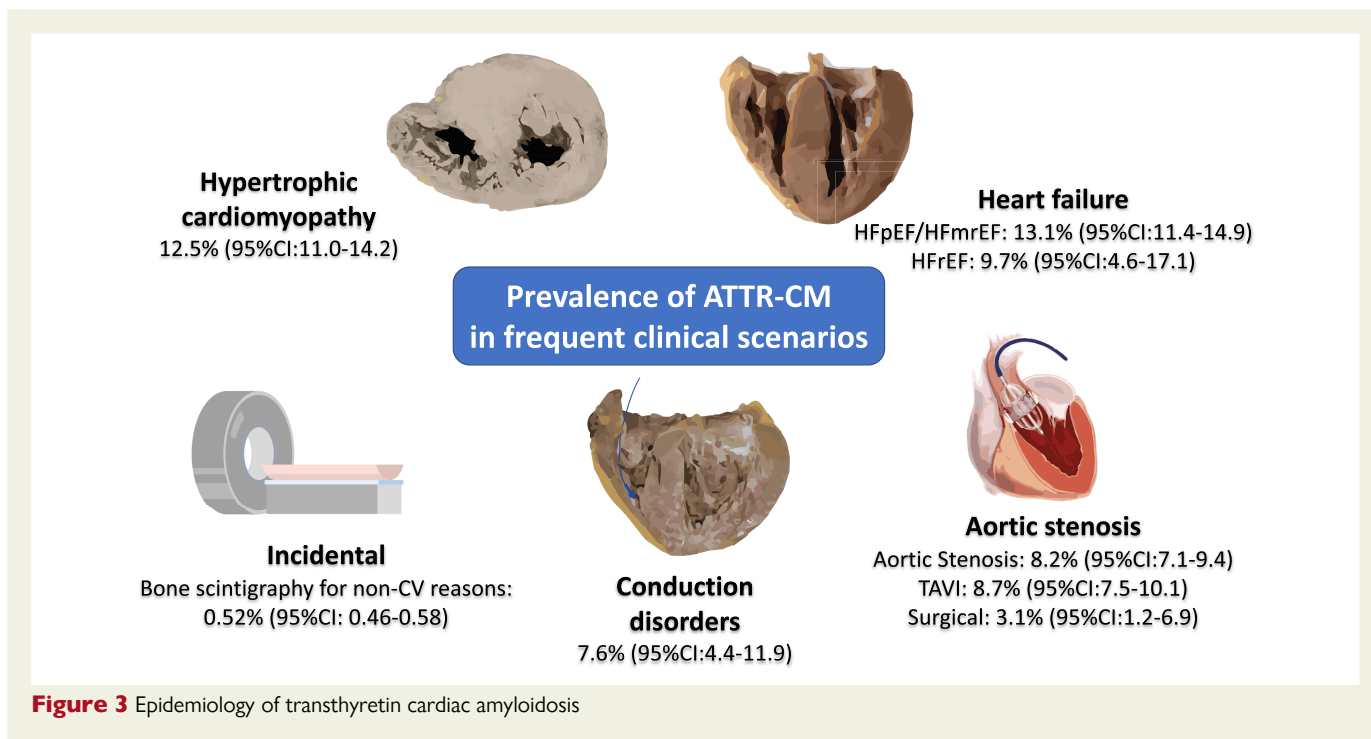 Hypertrophic
cardiomyopathy
12.5% (95%CI:11.0-14.2)
Heart failure
HFpEF/HFmrEF: 13.1% (95%CI:11.4-14.9)
HFrEF: 9.7% (95%CI:4.6-17.1)
Prevalence of ATTR-CM
in frequent clinical scenarios
Incidental
Bone scintigraphy for non-CV reasons:
0.52% (95%CI: 0.46-0.58)
Conduction
disorders
7.6% (95%CI:4.4-11.9)
Aortic stenosis
Aortic Stenosis: 8.2% (95%CI:7.1-9.4)
TAVI: 8.7% (95%CI:7.5-10.1)
Surgical: 3.1% (95%CI:1.2-6.9)
Figure 3 Epidemiology of transthyretin cardiac amyloidosis